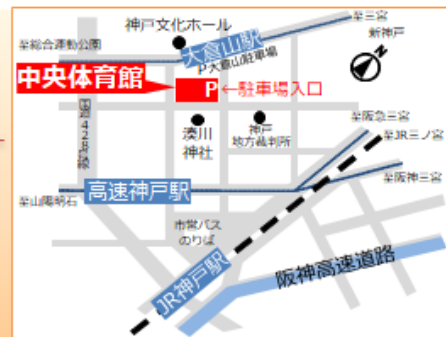 至三宮
新神戸
神戸文化ホール
至総合運動公園
大倉山駅
P大倉山駐車場
中央体育館
P
←駐車場入口
国道428号線
湊川
神社
神戸
地方裁判所
至阪急三宮
至JR三ノ宮
至阪神三宮
高速神戸駅
至山陽明石
市営バス
のりば
JR神戸駅
阪神高速道路